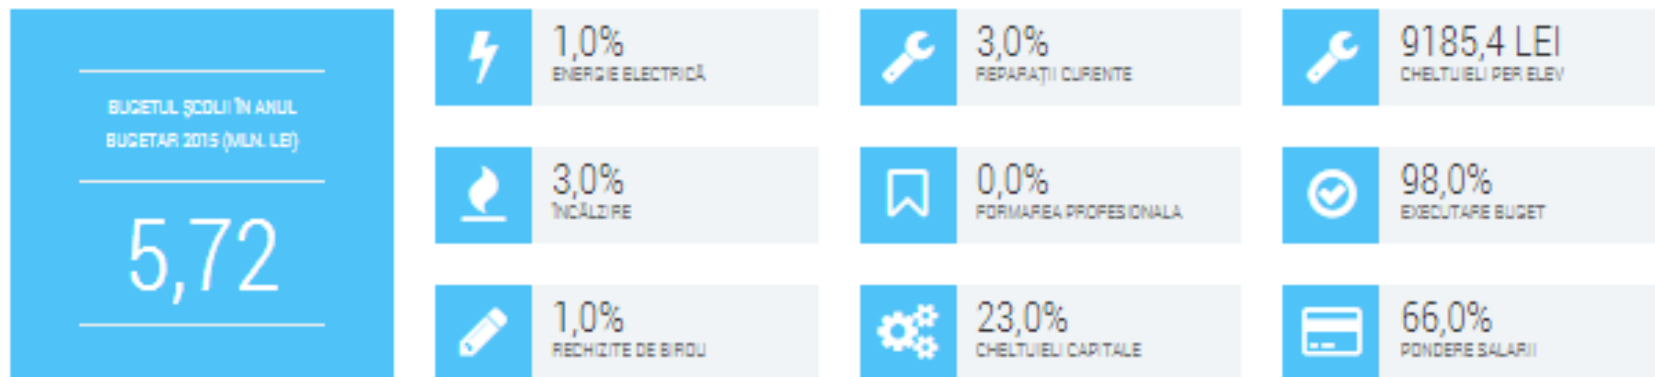 BUGETUL ȘCOLII ÎN ANUL
BUGETAR 2015 (MLN. LEI)
5,72
1,0%
ENERGIE ELECTRICĂ
3,0%
ÎNCĂLZIRE
1,0%
RECHIZITE DE BIROU
3,0%
REPARAȚII CURENTE
0,0%
FORMAREA PROFESIONALA
23,0%
CHELTUIELI CAPITALE
9185,4 LEI
CHELTUIELI PER ELEV
98,0%
EXECUTARE BUGET
66,0%
PONDERE SALARII